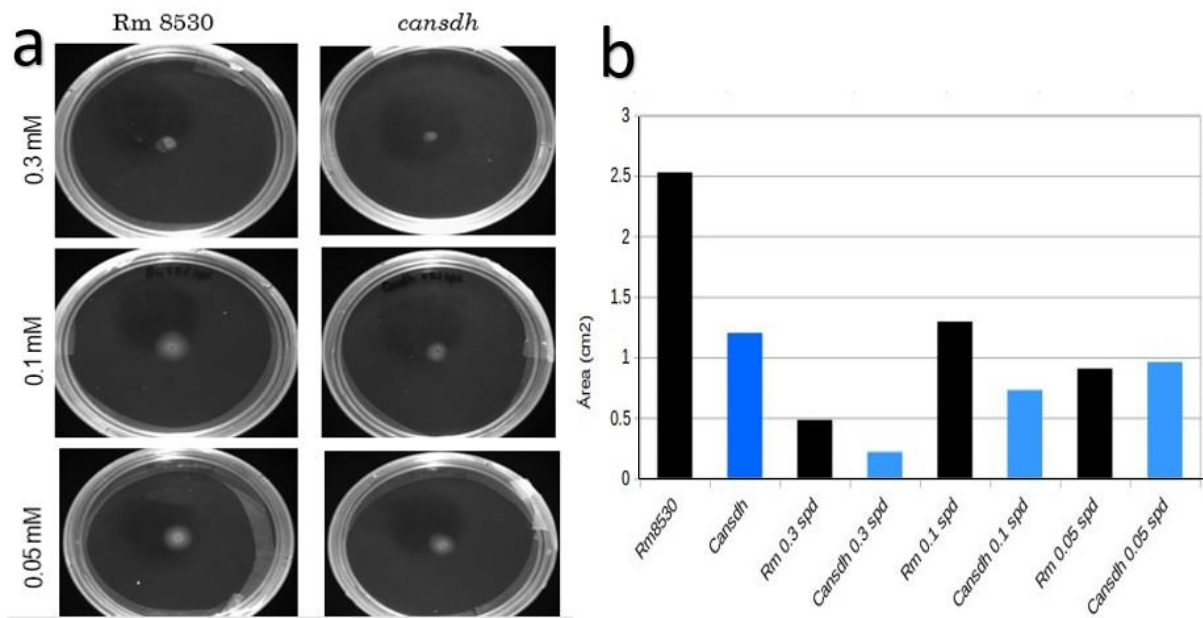 a
Rm 8530
cansdh
0.3 mM
0.1 mM
0.05 mM
b
3
2.5
2
1.5
1
0.5
0
Área (cm2)
Rm8530
Cansdh
Rm 0.3 spd
Cansdh 0.3 spd
Rm 0.1 spd
Cansdh 0.1 spd
Rm 0.05 spd
Cansdh 0.05 spd